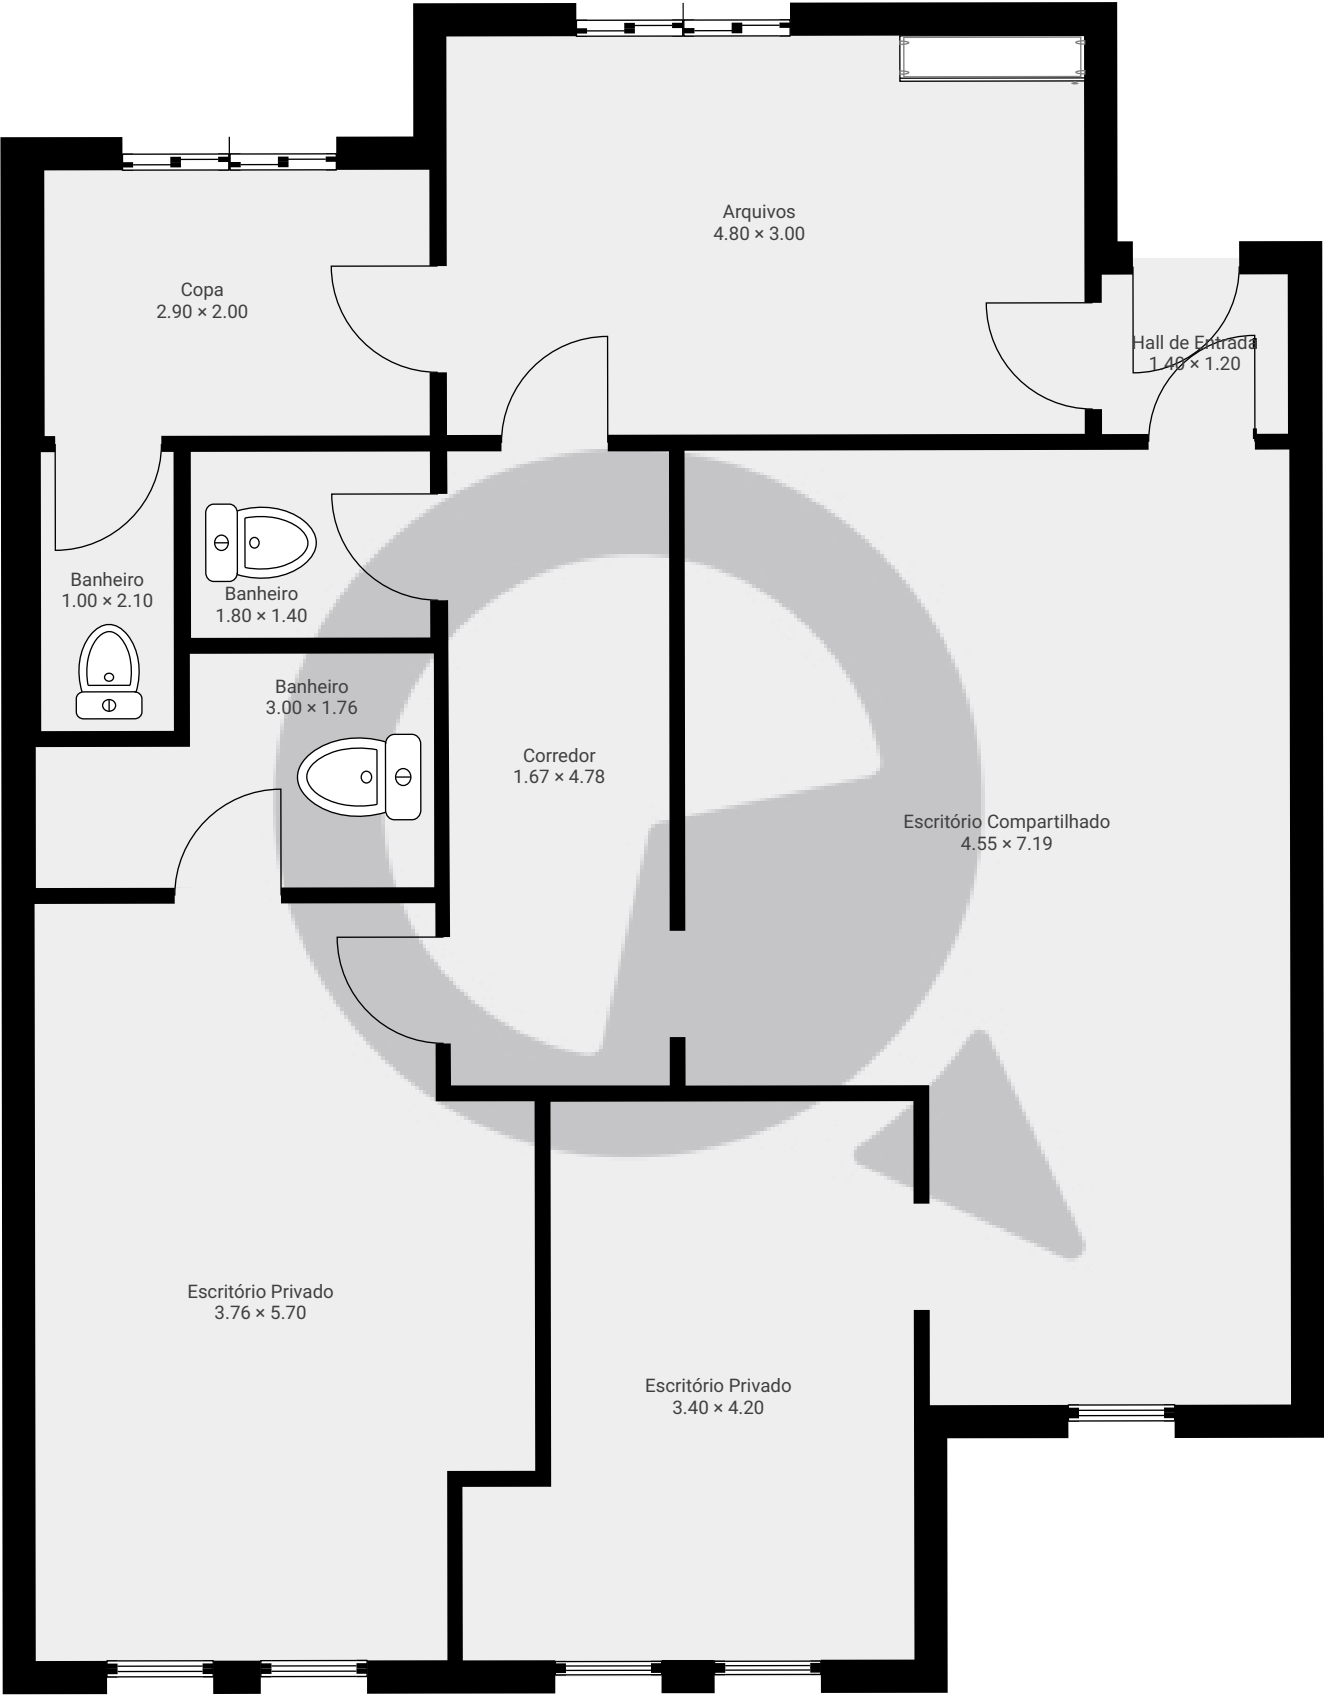 Arquivos
4.80 × 3.00
Copa
2.90 × 2.00
Hall de Entrada
1.40 × 1.20
Banheiro
1.00 × 2.10
Banheiro
1.80 × 1.40
Banheiro
3.00 × 1.76
Corredor
1.67 × 4.78
Escritório Compartilhado
4.55 × 7.19
Escritório Privado
3.76 × 5.70
Escritório Privado
3.40 × 4.20